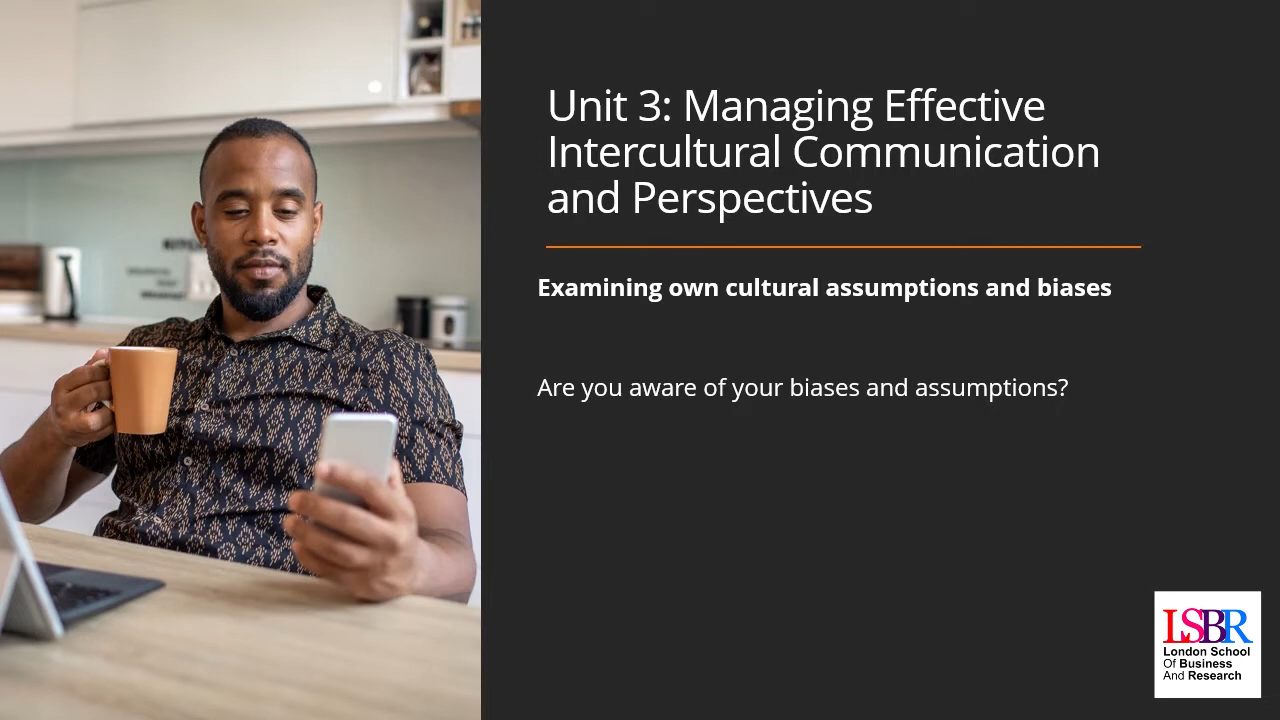 Unit 3: Managing Effective
Intercultural Communication
and Perspectives
Examining own cultural assumptions and biases
Are you aware of your biases and assumptions?
LSBR
London School
Of Business
And Research